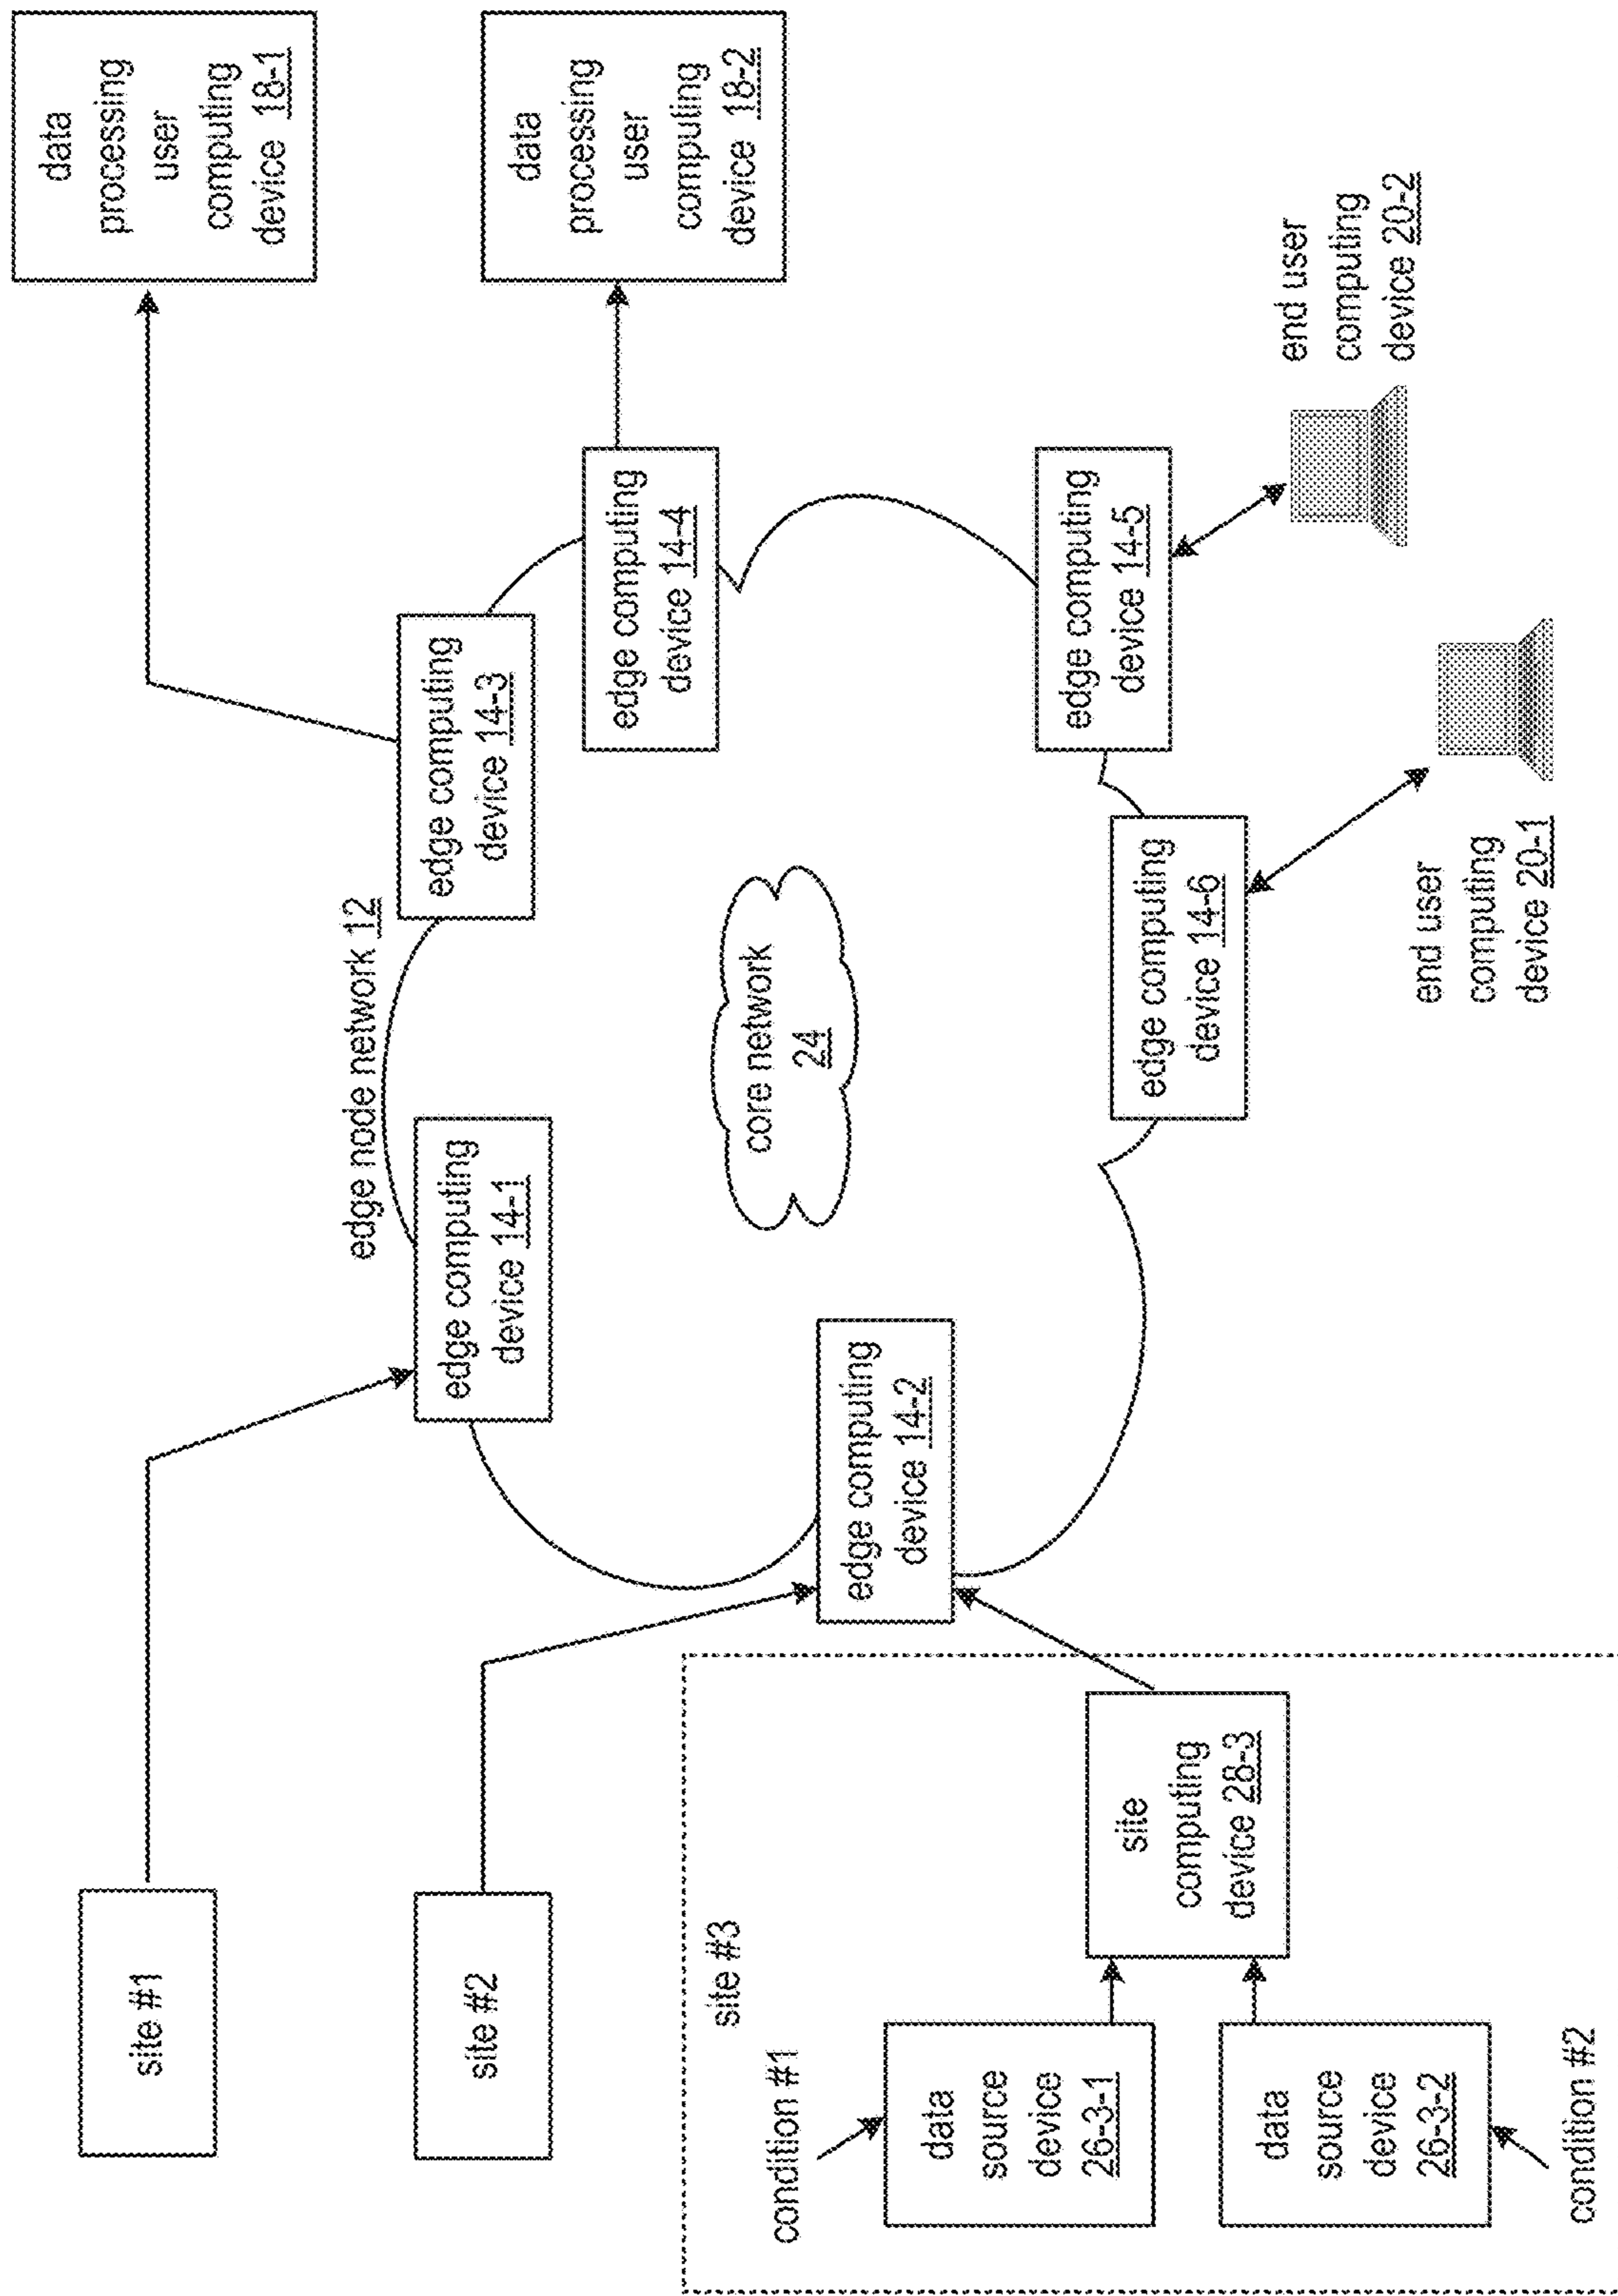 site #1
site #2
site #3
condition #1
data
source
device
26-3-1
data
source
device
26-3-2
condition #2
site
computing
device 28-3
edge node network 12
edge computing
device 14-1
edge computing
device 14-2
edge computing
device 14-3
edge computing
device 14-4
edge computing
device 14-5
edge computing
device 14-6
core network
24
data
processing
user
computing
device 18-1
data
processing
user
computing
device 18-2
end user
computing
device 20-1
end user
computing
device 20-2